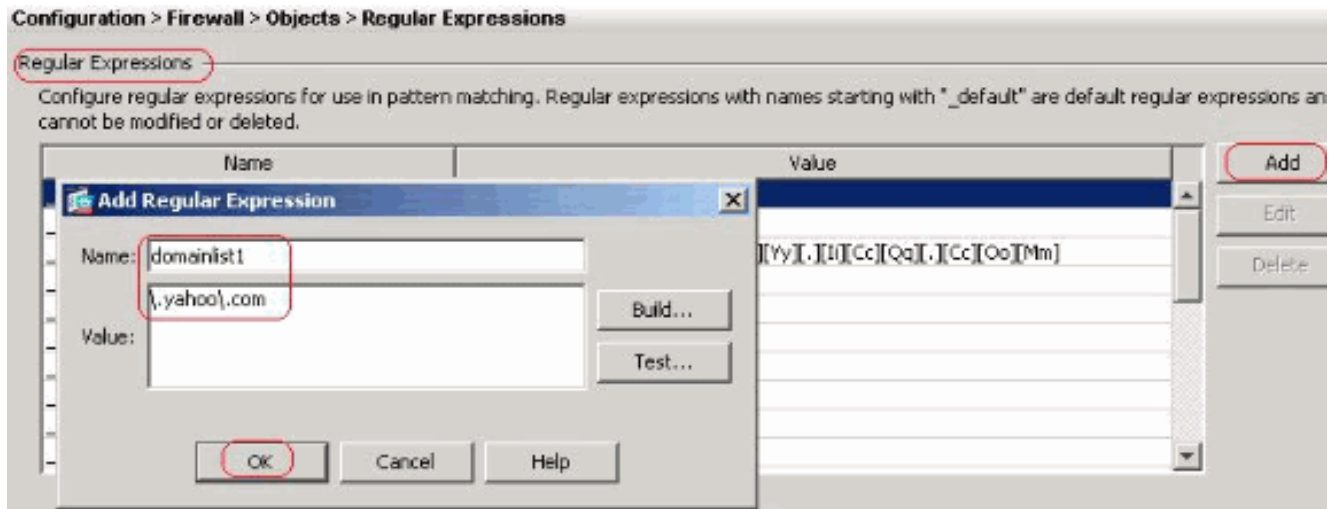 Configuration > Firewall > Objects > Regular Expressions
Regular Expressions
Configure regular expressions for use in pattern matching. Regular expressions with names starting with "_default" are default regular expressions an
cannot be modified or deleted.
Name Value
Add
Edit
Delete
Add Regular Expression
Name: domainlist1
][Yy][.][Ii][Cc][Qq][.][Cc][Oo][Mm]
\.yahoo\.com
Value:
Build...
Test...
OK Cancel Help